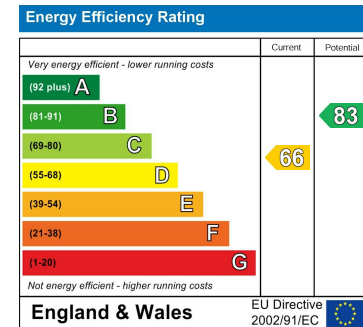 Energy Efficiency Rating
Current Potential
Very energy efficient - lower running costs
(92 plus) A
(81-91) B
83
(69-80) C
66
(55-68) D
(39-54) E
(21-38) F
(1-20) G
Not energy efficient - higher running costs
England & Wales
EU Directive
2002/91/EC